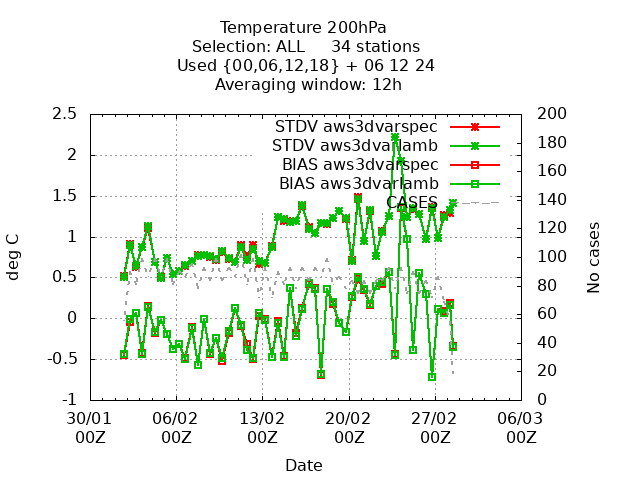 Temperature 200hPa
Selection: ALL 34 stations
Used {00,06,12,18} + 06 12 24
Averaging window: 12h
STDV aws3dvarspec
STDV aws3dvarlamb
BIAS aws3dvarspec
BIAS aws3dvarlamb
CASES
deg C
2.5
2
1.5
1
0.5
0
-0.5
-1
No cases
200
180
160
140
120
100
80
60
40
20
0
30/01 06/02 13/02 20/02 27/02 06/03
00Z 00Z 00Z 00Z 00Z 00Z
Date